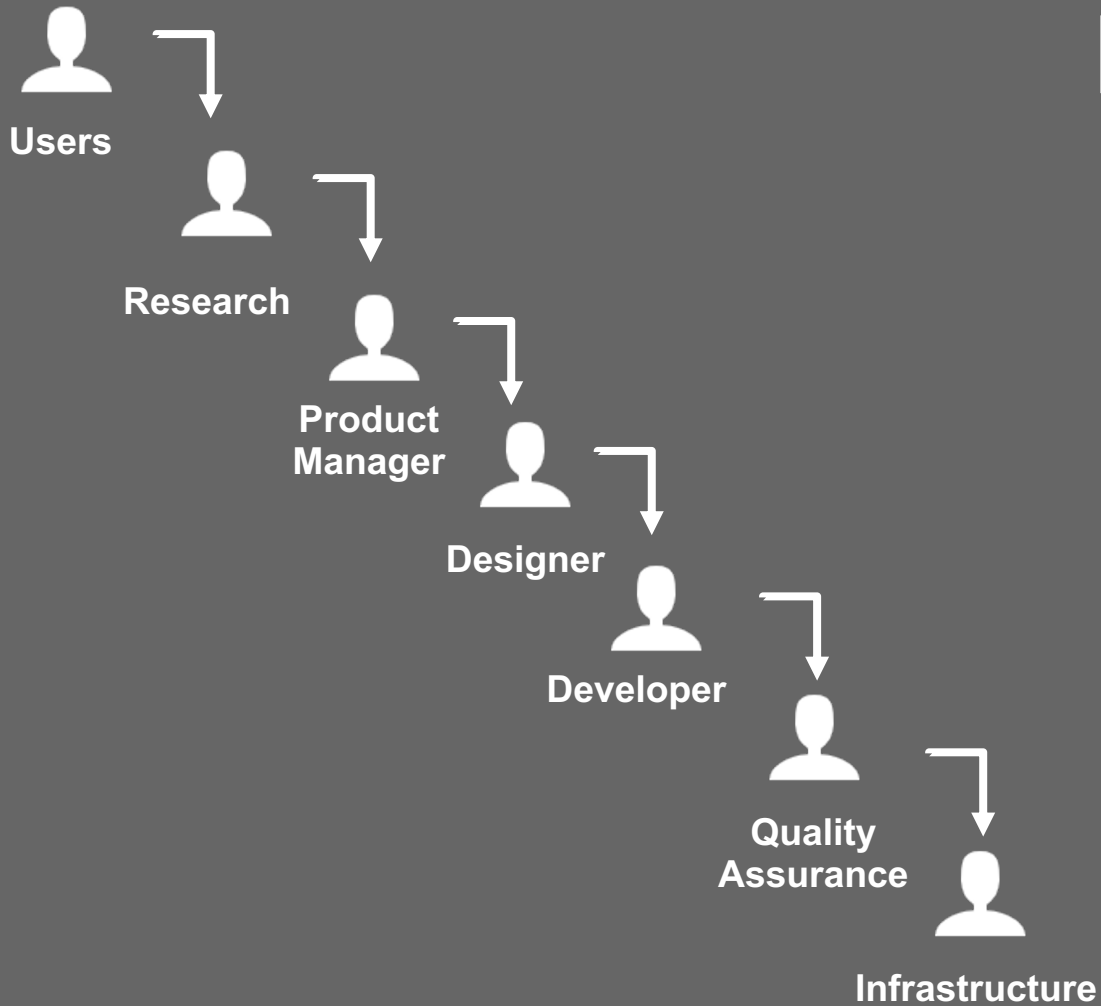 Users
Research
Product
Manager
Designer
Developer
Quality
Assurance
Infrastructure